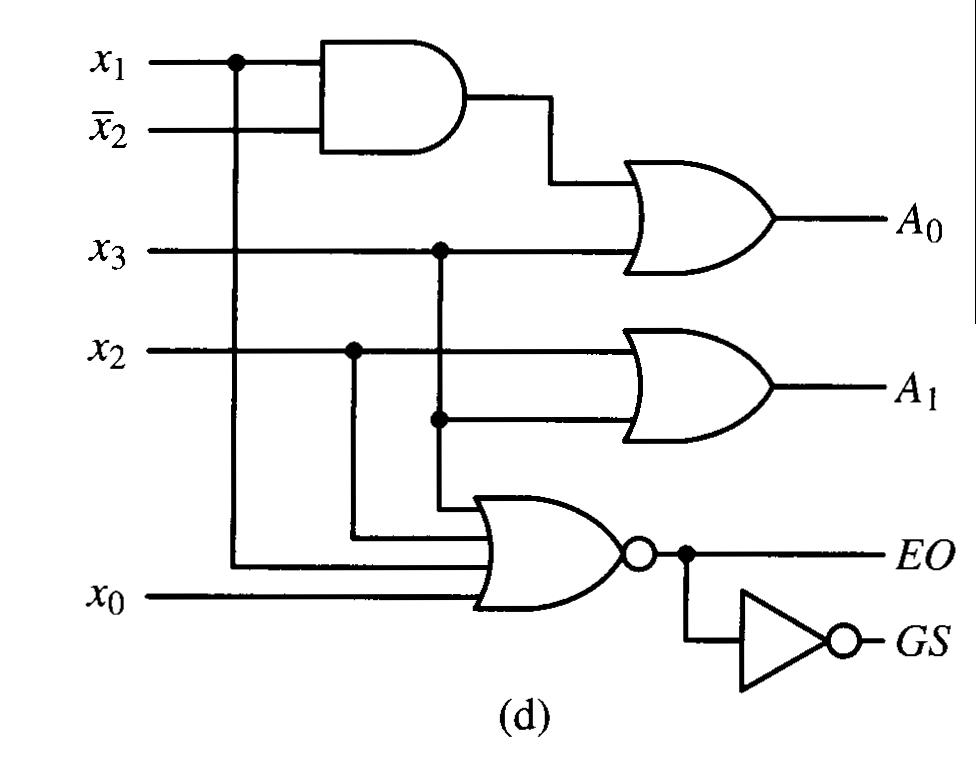 x₁
x̄₂
x₃
A₀
x₂
A₁
EO
x₀
GS
(d)